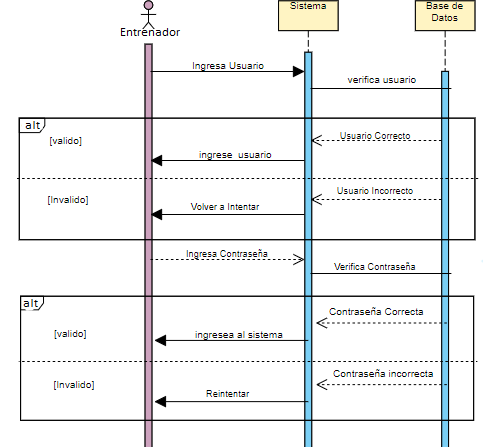 Sistema
Base de
Datos
Entrenador
Ingresa Usuario
verifica usuario
alt
[valido]
Usuario Correcto
ingrese usuario
[Invalido]
Usuario Incorrecto
Volver a Intentar
Ingresa Contraseña
Verifica Contraseña
alt
Contraseña Correcta
[valido]
ingresea al sistema
Contraseña incorrecta
[Invalido]
Reintentar